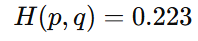 H(p, q) = 0.223